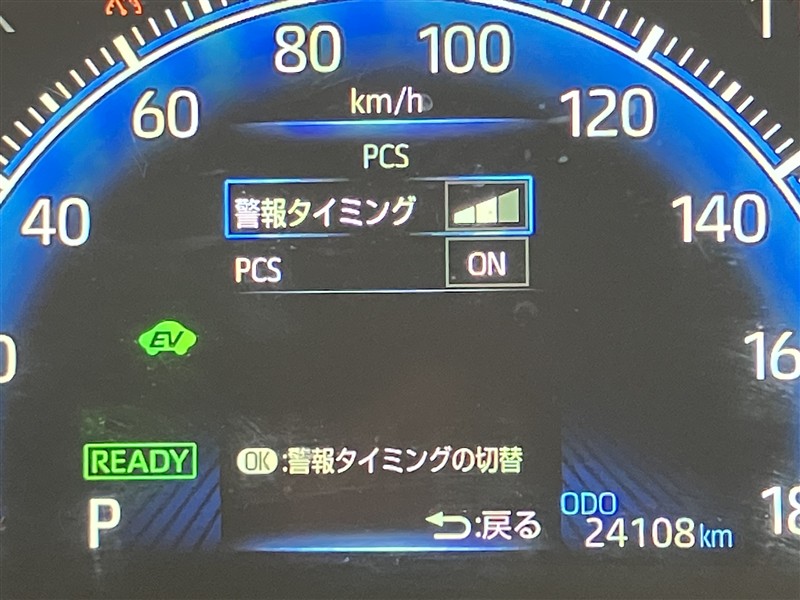 80 100
60 km/h 120
PCS
40 警報タイミング 140
PCS ON
EV
READY OK:警報タイミングの切替
P :戻る ODO
24108km